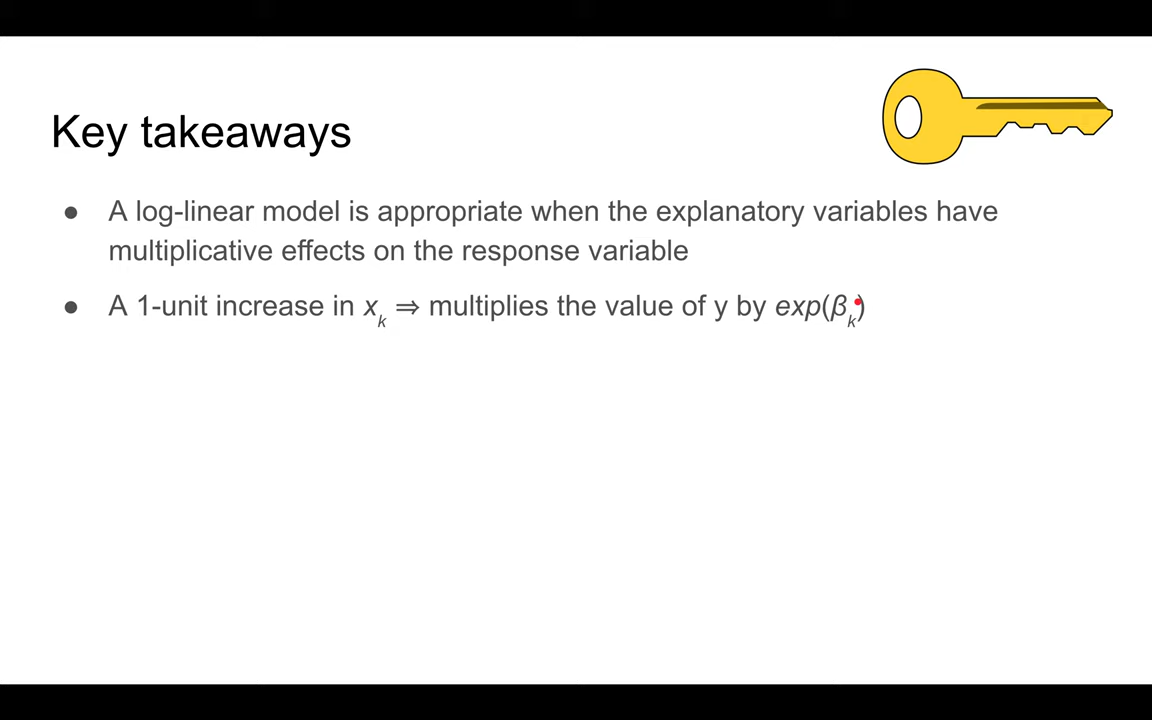 Key takeaways
● A log-linear model is appropriate when the explanatory variables have
multiplicative effects on the response variable
● A 1-unit increase in xₖ ⇒ multiplies the value of y by exp(βₖ)